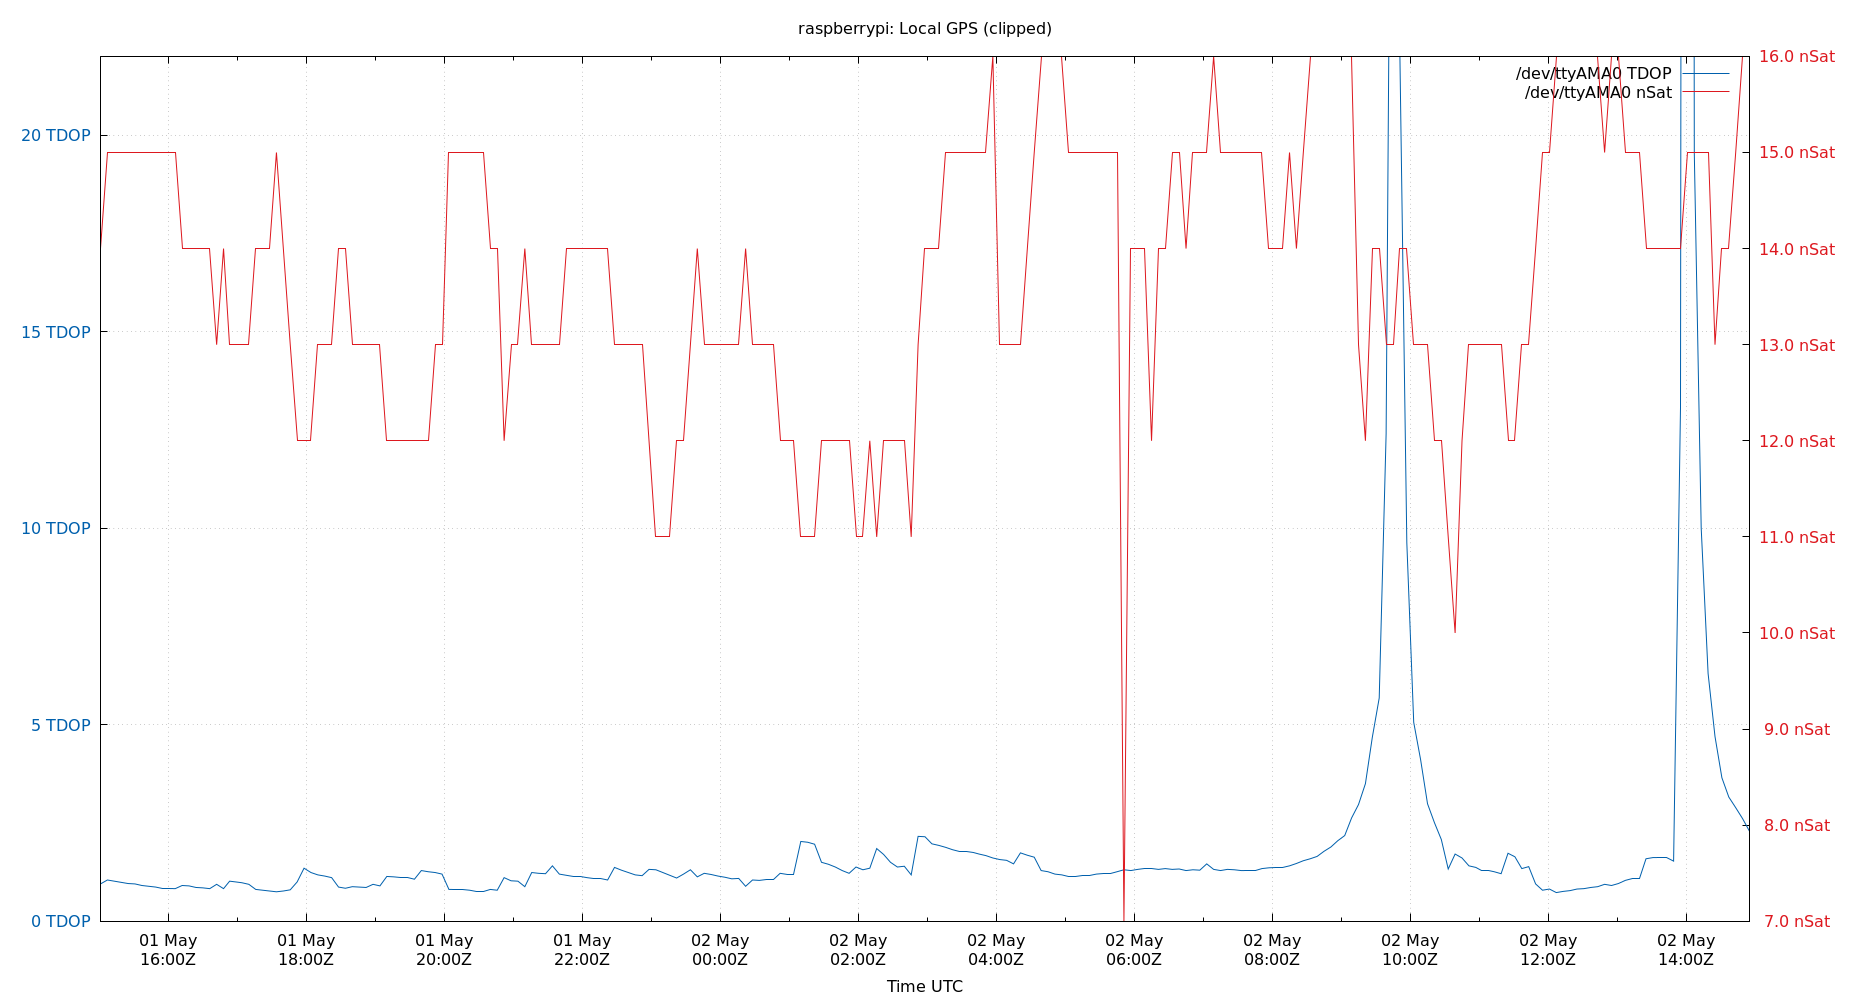 raspberrypi: Local GPS (clipped)
/dev/ttyAMA0 TDOP
/dev/ttyAMA0 nSat
20 TDOP
15 TDOP
10 TDOP
5 TDOP
0 TDOP
16.0 nSat
15.0 nSat
14.0 nSat
13.0 nSat
12.0 nSat
11.0 nSat
10.0 nSat
9.0 nSat
8.0 nSat
7.0 nSat
01 May 01 May 01 May 01 May 02 May 02 May 02 May 02 May 02 May 02 May 02 May 02 May
16:00Z 18:00Z 20:00Z 22:00Z 00:00Z 02:00Z 04:00Z 06:00Z 08:00Z 10:00Z 12:00Z 14:00Z
Time UTC